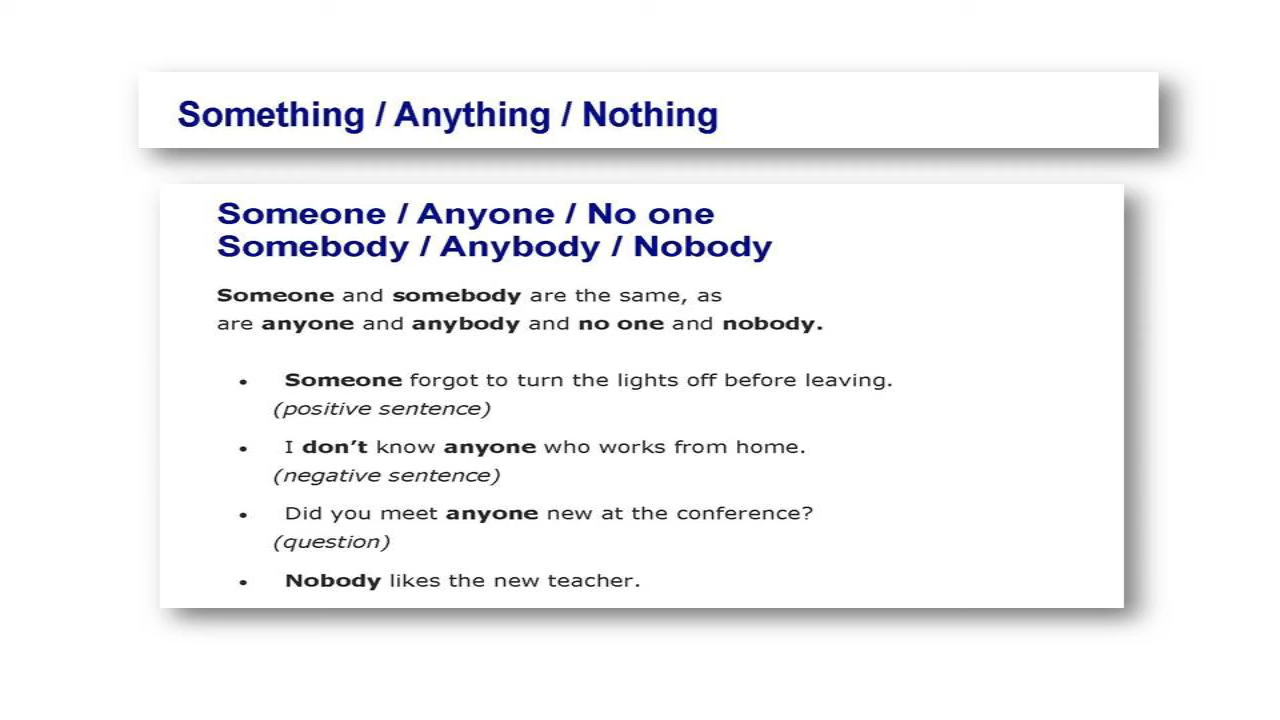 Something / Anything / Nothing
Someone / Anyone / No one
Somebody / Anybody / Nobody
Someone and somebody are the same, as
are anyone and anybody and no one and nobody.
• Someone forgot to turn the lights off before leaving.
(positive sentence)
• I don’t know anyone who works from home.
(negative sentence)
• Did you meet anyone new at the conference?
(question)
• Nobody likes the new teacher.